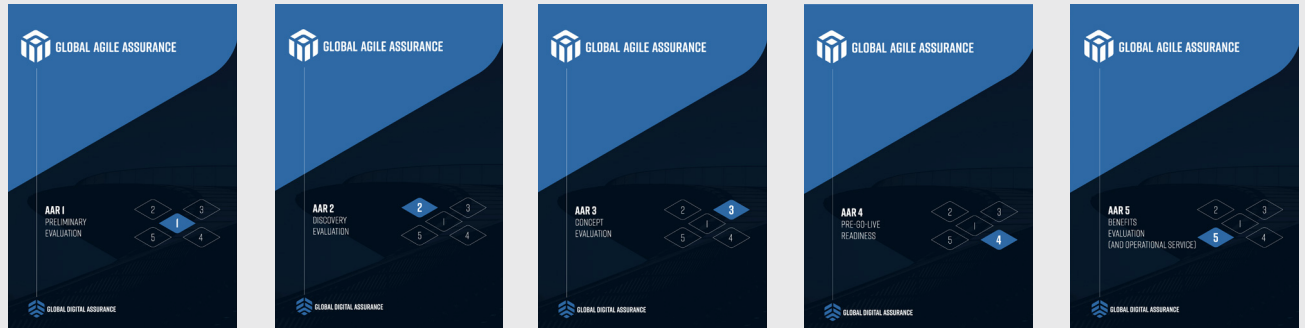 GLOBAL AGILE ASSURANCE
AAR 1
PRELIMINARY
EVALUATION
2
3
1
5
4
GLOBAL DIGITAL ASSURANCE
GLOBAL AGILE ASSURANCE
AAR 2
DISCOVERY
EVALUATION
2
3
1
5
4
GLOBAL DIGITAL ASSURANCE
GLOBAL AGILE ASSURANCE
AAR 3
CONCEPT
EVALUATION
2
3
1
5
4
GLOBAL DIGITAL ASSURANCE
GLOBAL AGILE ASSURANCE
AAR 4
PRE-GO-LIVE
READINESS
2
3
1
5
4
GLOBAL DIGITAL ASSURANCE
GLOBAL AGILE ASSURANCE
AAR 5
BENEFITS
EVALUATION
(AND OPERATIONAL SERVICE)
2
3
1
5
4
GLOBAL DIGITAL ASSURANCE